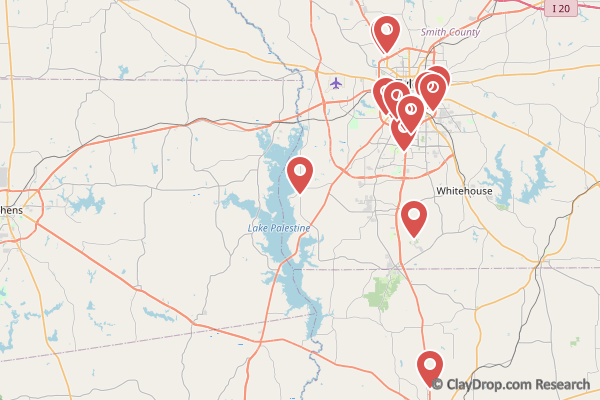 Smith County
I 20
Whitehouse
hens
Lake Palestine
© ClayDrop.com Research